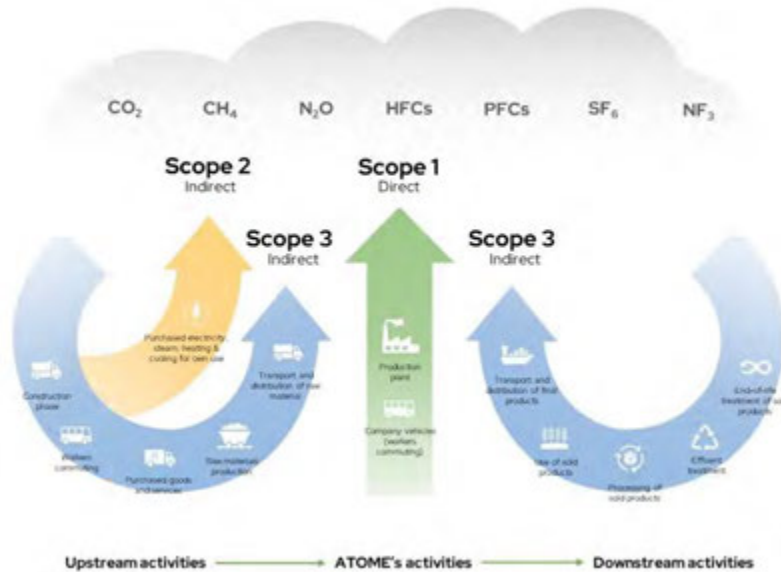 CO₂ CH₄ N₂O HFCs PFCs SF₆ NF₃
Scope 2
Indirect
Scope 1
Direct
Scope 3
Indirect
Scope 3
Indirect
Purchased electricity,
steam, heating &
cooling for own use
Construction
phase
Workers
commuting
Purchased goods
and services
Raw materials
production
Transport and
distribution of raw
material
Production
plant
Company vehicles
(workers
commuting)
Transport and
distribution of final
products
Use of sold
products
Processing of
sold products
Effluent
treatment
End-of-life
treatment of sold
products
Upstream activities
ATOME's activities
Downstream activities